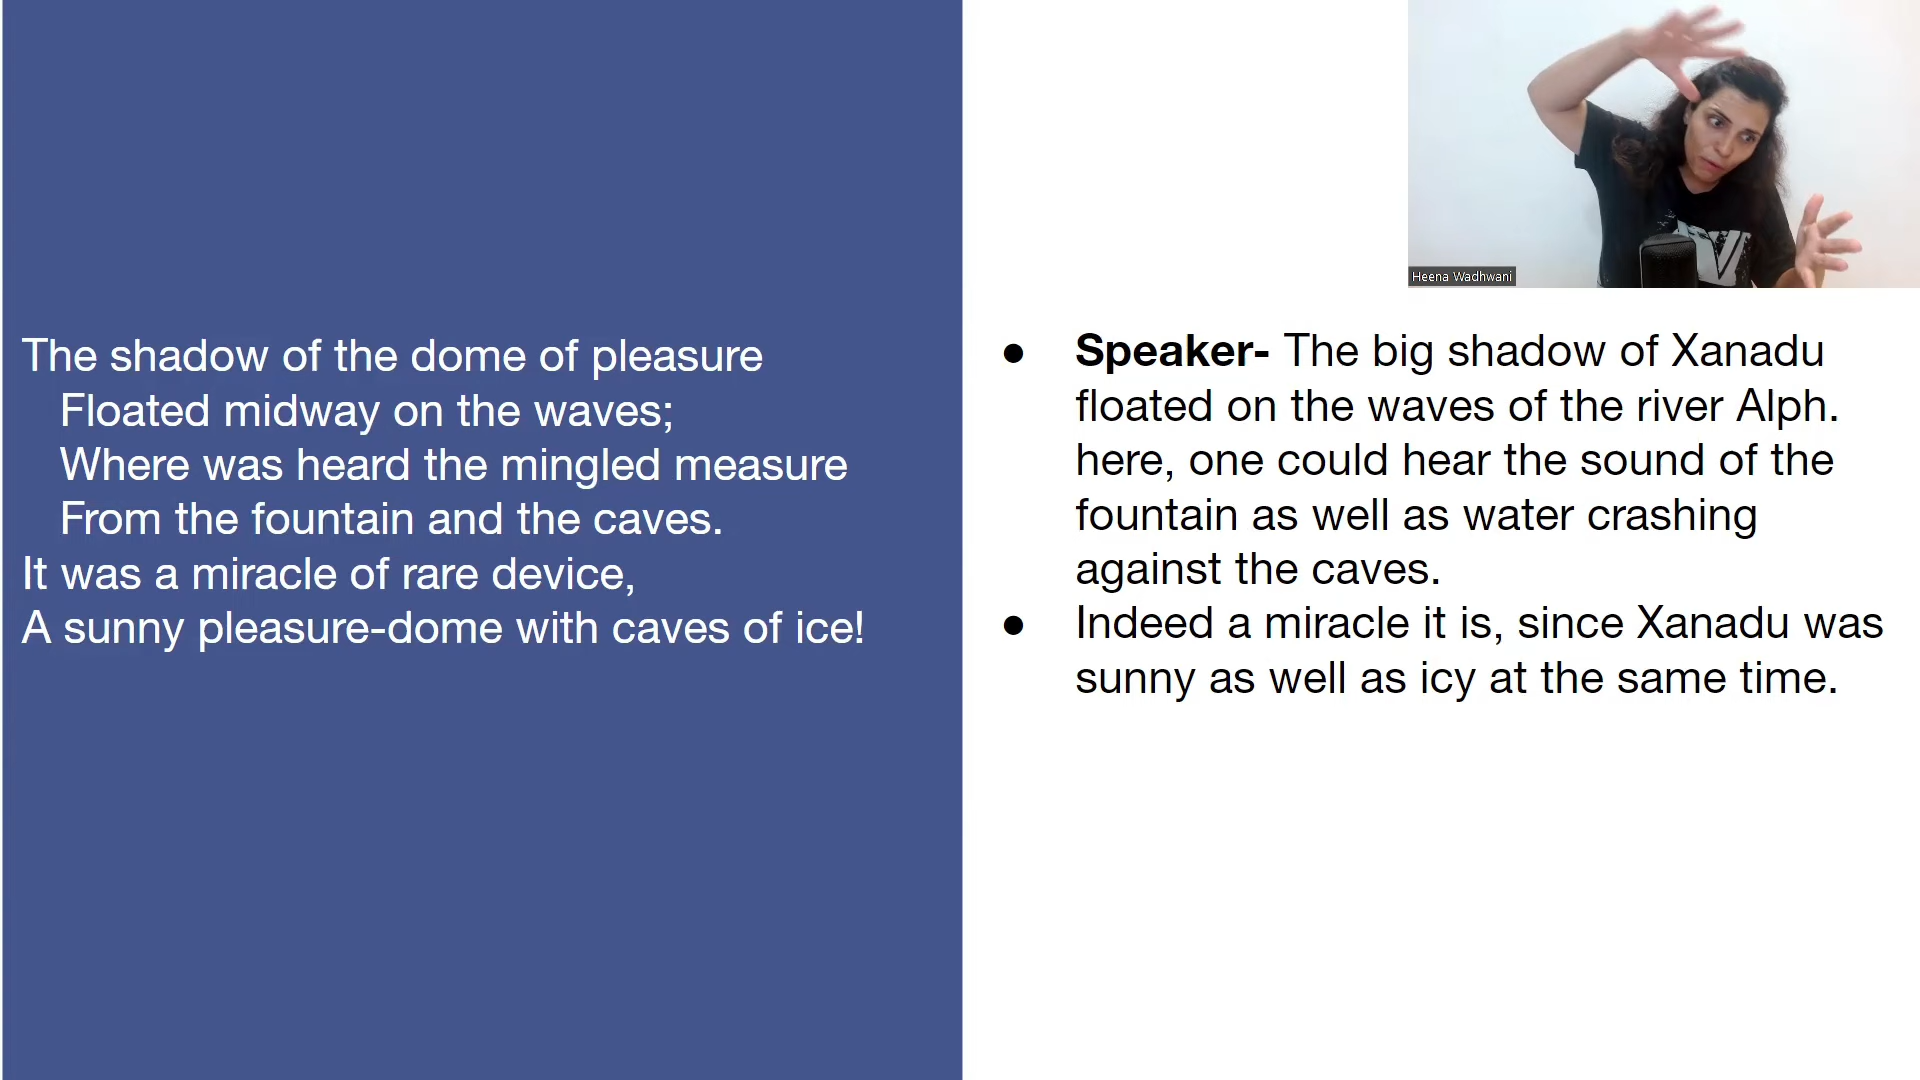 The shadow of the dome of pleasure
Floated midway on the waves;
Where was heard the mingled measure
From the fountain and the caves.
It was a miracle of rare device,
A sunny pleasure-dome with caves of ice!
Heena Wadhwani
● Speaker- The big shadow of Xanadu
floated on the waves of the river Alph.
here, one could hear the sound of the
fountain as well as water crashing
against the caves.
● Indeed a miracle it is, since Xanadu was
sunny as well as icy at the same time.